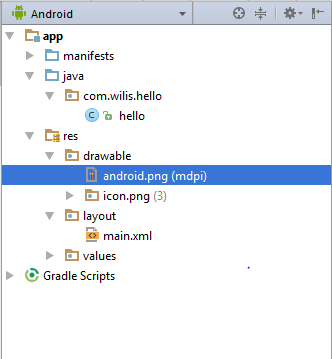 Android
app
manifests
java
com.wilis.hello
hello
res
drawable
android.png (mdpi)
icon.png (3)
layout
main.xml
values
Gradle Scripts